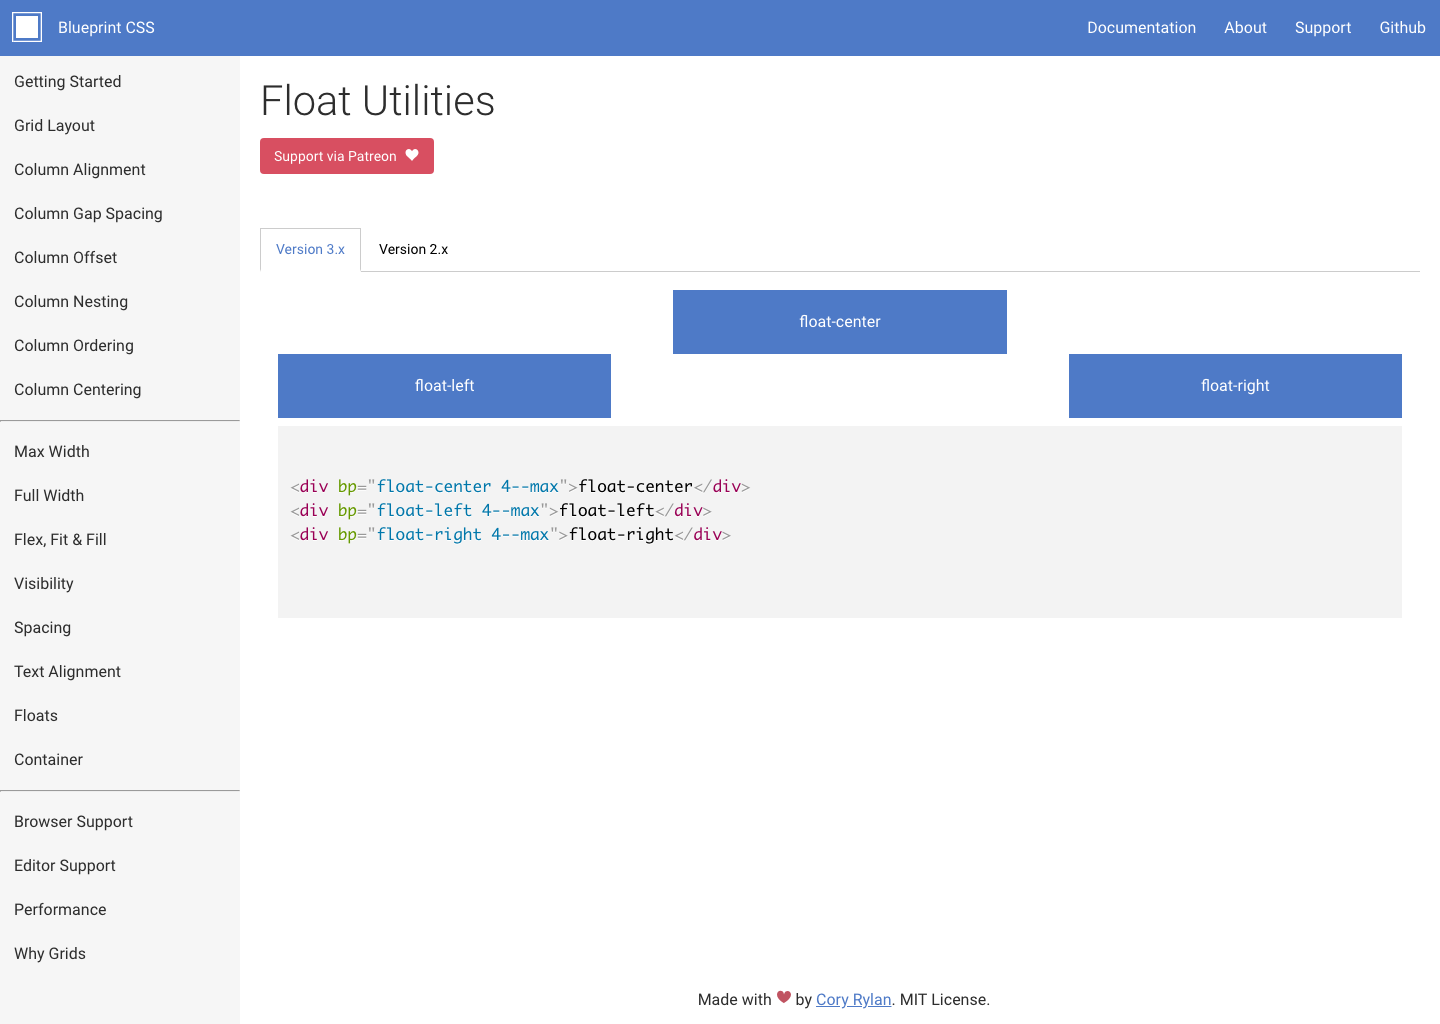 Blueprint CSS
Documentation About Support Github
Getting Started
Grid Layout
Column Alignment
Column Gap Spacing
Column Offset
Column Nesting
Column Ordering
Column Centering
Max Width
Full Width
Flex, Fit & Fill
Visibility
Spacing
Text Alignment
Floats
Container
Browser Support
Editor Support
Performance
Why Grids
Float Utilities
Support via Patreon
Version 3.x Version 2.x
float-center
float-left float-right
<div bp="float-center 4--max">float-center</div>
<div bp="float-left 4--max">float-left</div>
<div bp="float-right 4--max">float-right</div>
Made with ♥ by Cory Rylan. MIT License.